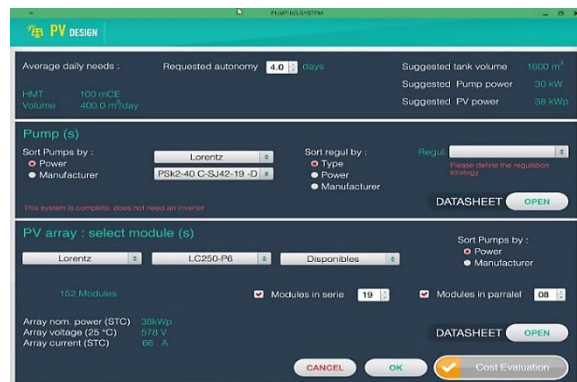 PUMPING SYSTEM
PV DESIGN
Average daily needs :
Requested autonomy 4.0 days
Suggested tank volume 1600 m³
Suggested Pump power 30 kW
HMT 100 mCE
Suggested PV power 38 kWp
Volume 400.0 m³/day
Pump (s)
Sort Pumps by :
Power
Manufacturer
Lorentz
PSk2-40 C-SJ42-19 -D
Sort regul by :
Type
Power
Manufacturer
Regul.
Please define the regulation
strategy
This system is complete, does not need an inverter
DATASHEET OPEN
PV array : select module (s)
Sort Pumps by :
Power
Manufacturer
Lorentz
LC250-P6
Disponibles
152 Modules
Modules in serie 19
Modules in parralel 08
Array nom. power (STC) 38kWp
Array voltage (25 °C) 578 V
Array current (STC) 66 A
DATASHEET OPEN
CANCEL
OK
Cost Evaluation